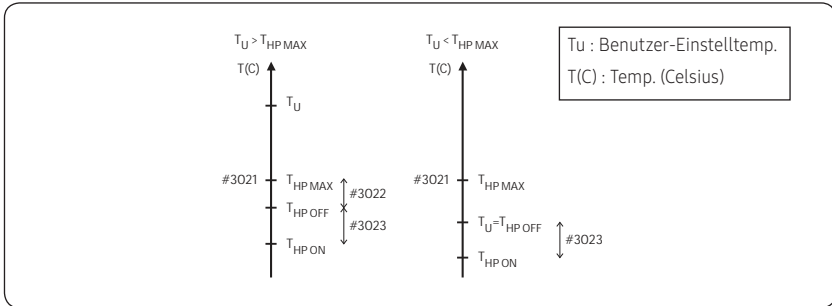 T_U > T_HP MAX
T(C)
T_U
#3021
T_HP MAX
#3022
T_HP OFF
#3023
T_HP ON
T_U < T_HP MAX
T(C)
#3021
T_HP MAX
T_U=T_HP OFF
#3023
T_HP ON
Tu : Benutzer-Einstelltemp.
T(C) : Temp. (Celsius)